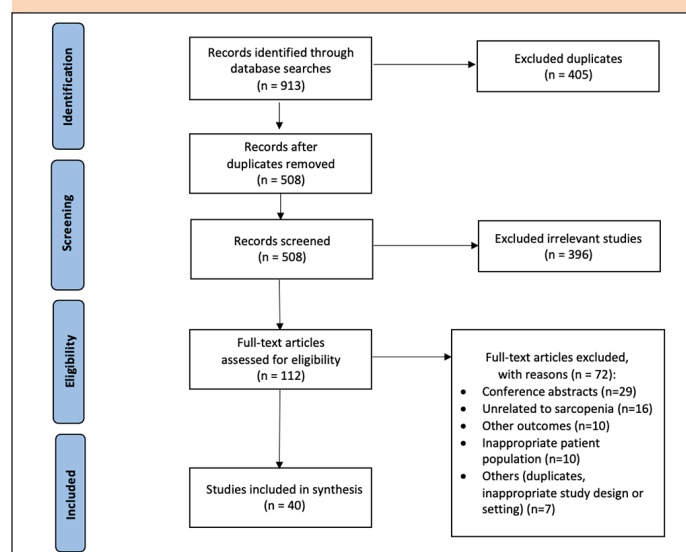 Identification
Records identified through
database searches
(n = 913)
Excluded duplicates
(n = 405)
Records after
duplicates removed
(n = 508)
Screening
Records screened
(n = 508)
Excluded irrelevant studies
(n = 396)
Eligibility
Full-text articles
assessed for eligibility
(n = 112)
Full-text articles excluded,
with reasons (n = 72):
• Conference abstracts (n=29)
• Unrelated to sarcopenia (n=16)
• Other outcomes (n=10)
• Inappropriate patient
population (n=10)
• Others (duplicates,
inappropriate study design or
setting) (n=7)
Included
Studies included in synthesis
(n = 40)